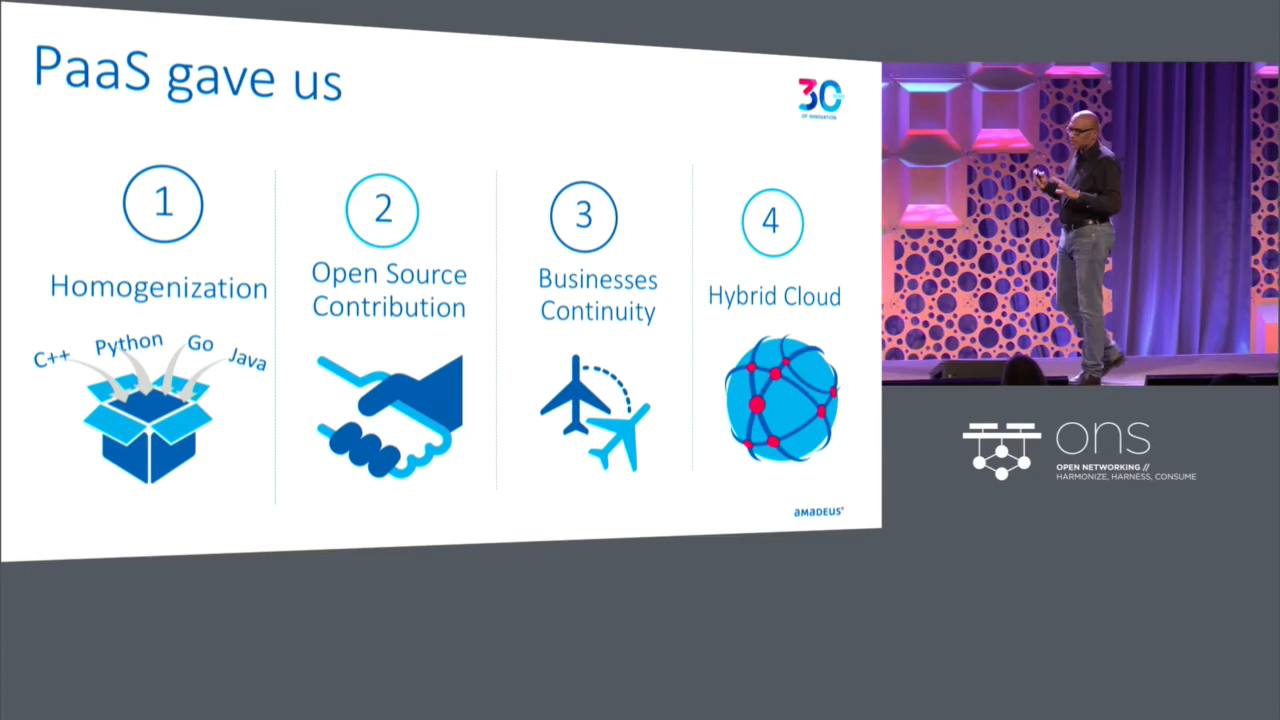 PaaS gave us
30
OF INNOVATION
1
Homogenization
C++ Python Go Java
2
Open Source
Contribution
3
Businesses
Continuity
4
Hybrid Cloud
amadeus
ons
OPEN NETWORKING //
HARMONIZE, HARNESS, CONSUME